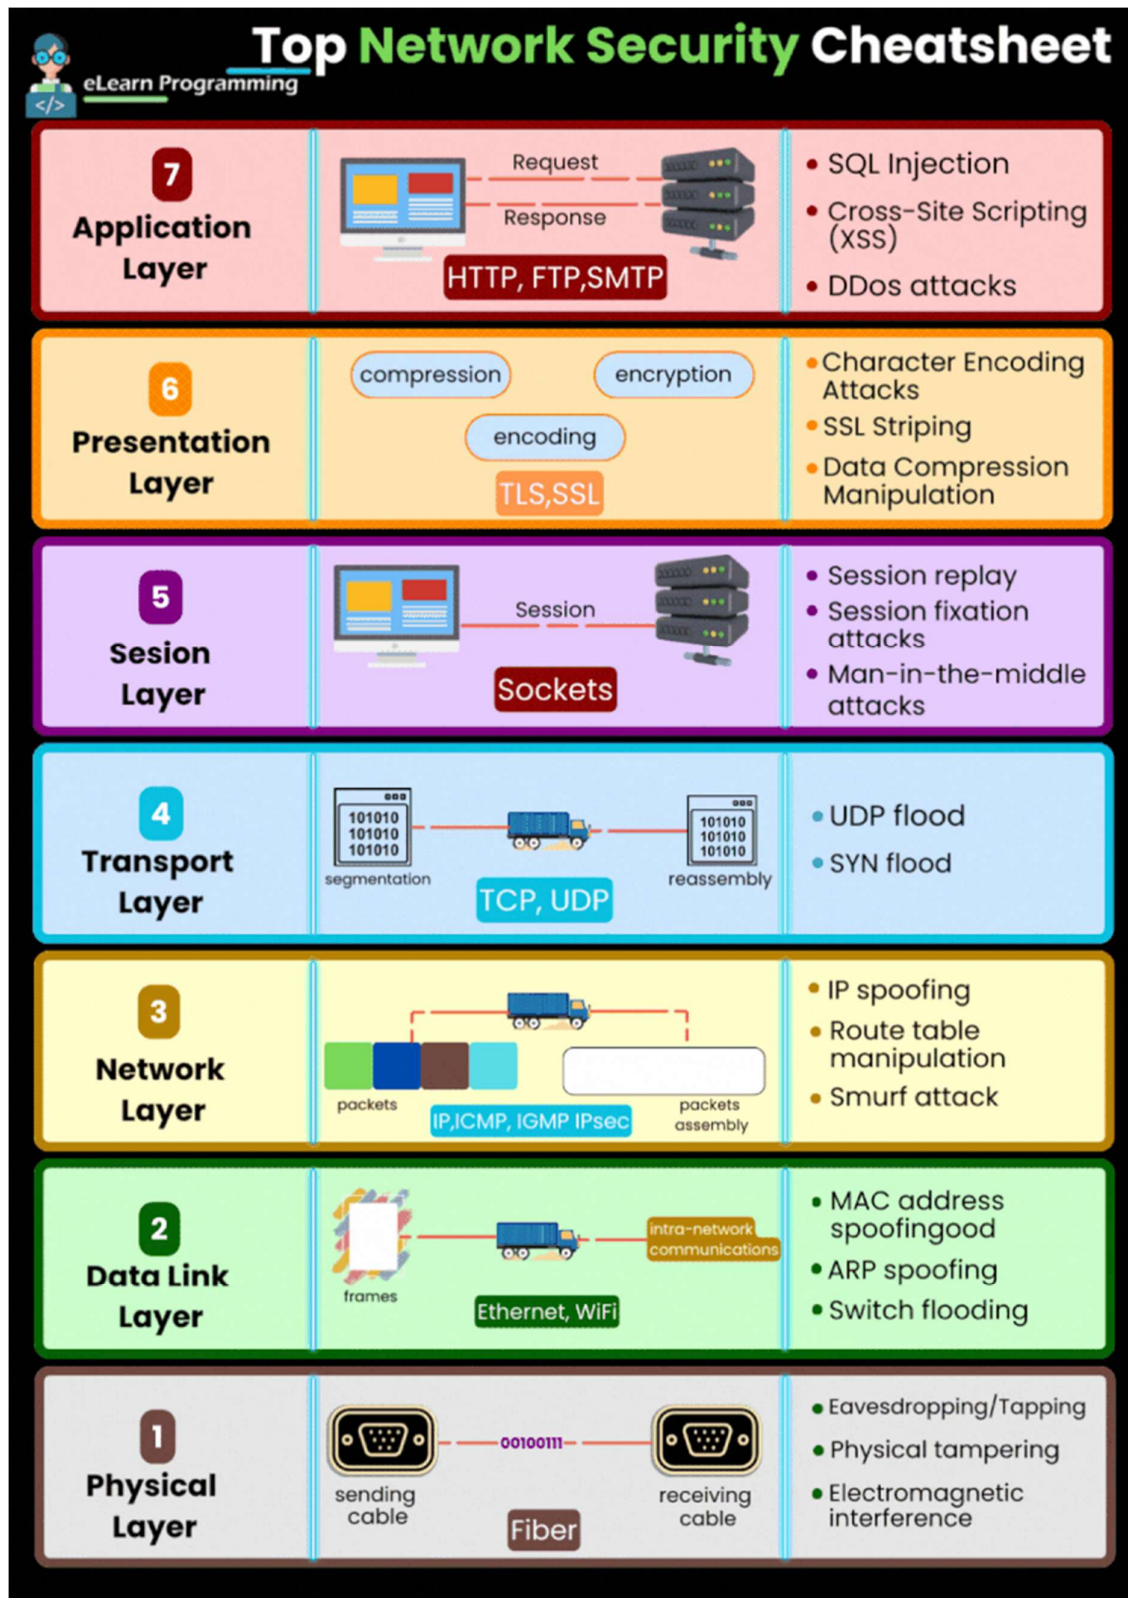 Top Network Security Cheatsheet
eLearn Programming
</>
7
Application
Layer
Request
Response
HTTP, FTP,SMTP
SQL Injection
Cross-Site Scripting
(XSS)
DDos attacks
6
Presentation
Layer
compression
encryption
encoding
TLS,SSL
Character Encoding
Attacks
SSL Striping
Data Compression
Manipulation
5
Sesion
Layer
Session
Sockets
Session replay
Session fixation
attacks
Man-in-the-middle
attacks
4
Transport
Layer
101010
101010
101010
segmentation
101010
101010
101010
reassembly
TCP, UDP
UDP flood
SYN flood
3
Network
Layer
packets
packets
assembly
IP,ICMP, IGMP IPsec
IP spoofing
Route table
manipulation
Smurf attack
2
Data Link
Layer
frames
intra-network
communications
Ethernet, WiFi
MAC address
spoofingood
ARP spoofing
Switch flooding
1
Physical
Layer
00100111
sending
cable
receiving
cable
Fiber
Eavesdropping/Tapping
Physical tampering
Electromagnetic
interference